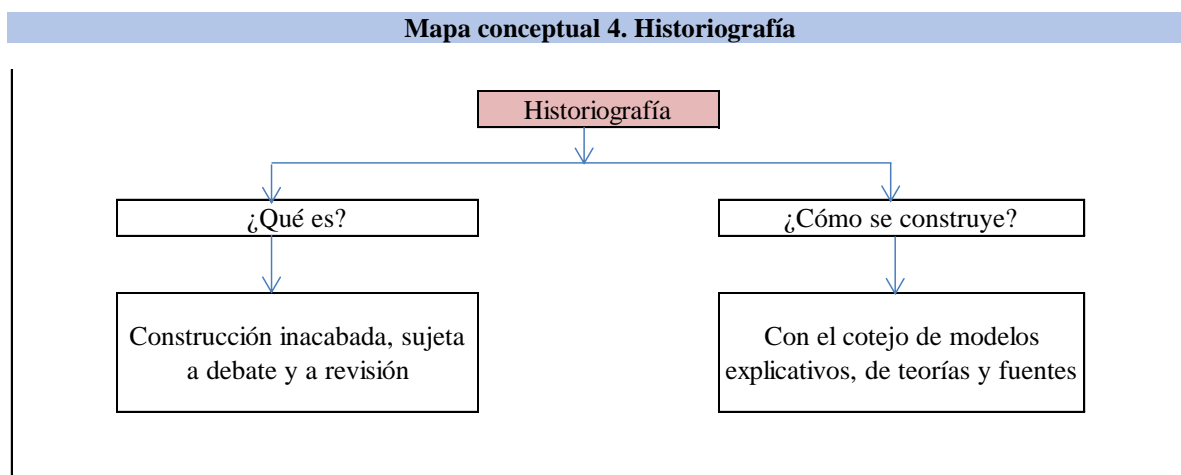 Mapa conceptual 4. Historiografía
Historiografía
¿Qué es?
¿Cómo se construye?
Construcción inacabada, sujeta
a debate y a revisión
Con el cotejo de modelos
explicativos, de teorías y fuentes